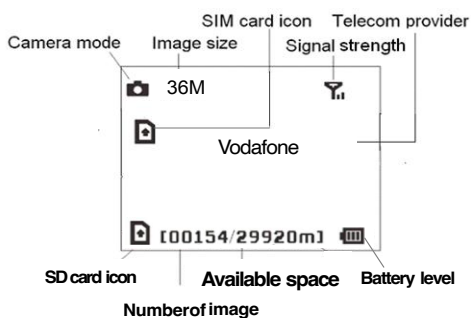 SIM card icon
Telecom provider
Camera mode
Image size
Signal strength
36M
Vodafone
[00154/29920m]
SD card icon
Available space
Battery level
Numberof image